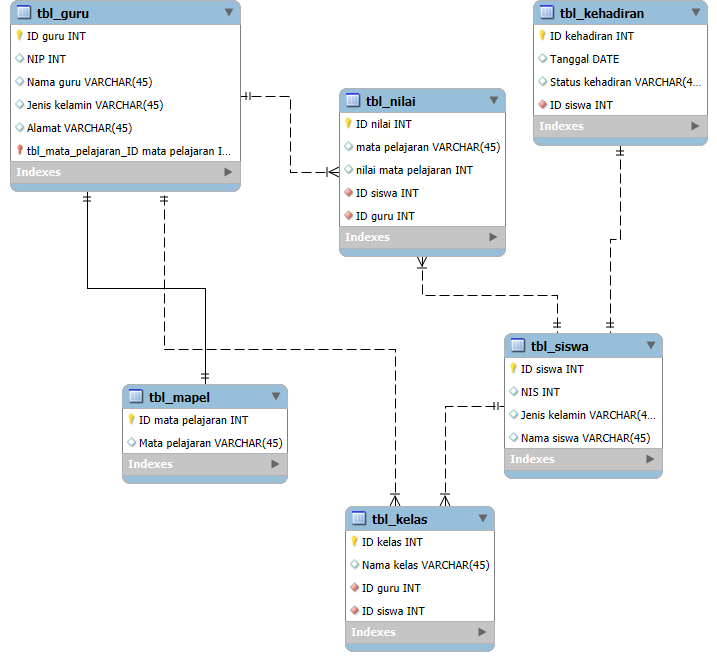 tbl_guru
ID guru INT
NIP INT
Nama guru VARCHAR(45)
Jenis kelamin VARCHAR(45)
Alamat VARCHAR(45)
tbl_mata_pelajaran_ID mata pelajaran I...
Indexes
tbl_nilai
ID nilai INT
mata pelajaran VARCHAR(45)
nilai mata pelajaran INT
ID siswa INT
ID guru INT
Indexes
tbl_kehadiran
ID kehadiran INT
Tanggal DATE
Status kehadiran VARCHAR(4...
ID siswa INT
Indexes
tbl_siswa
ID siswa INT
NIS INT
Jenis kelamin VARCHAR(4...
Nama siswa VARCHAR(45)
Indexes
tbl_mapel
ID mata pelajaran INT
Mata pelajaran VARCHAR(45)
Indexes
tbl_kelas
ID kelas INT
Nama kelas VARCHAR(45)
ID guru INT
ID siswa INT
Indexes